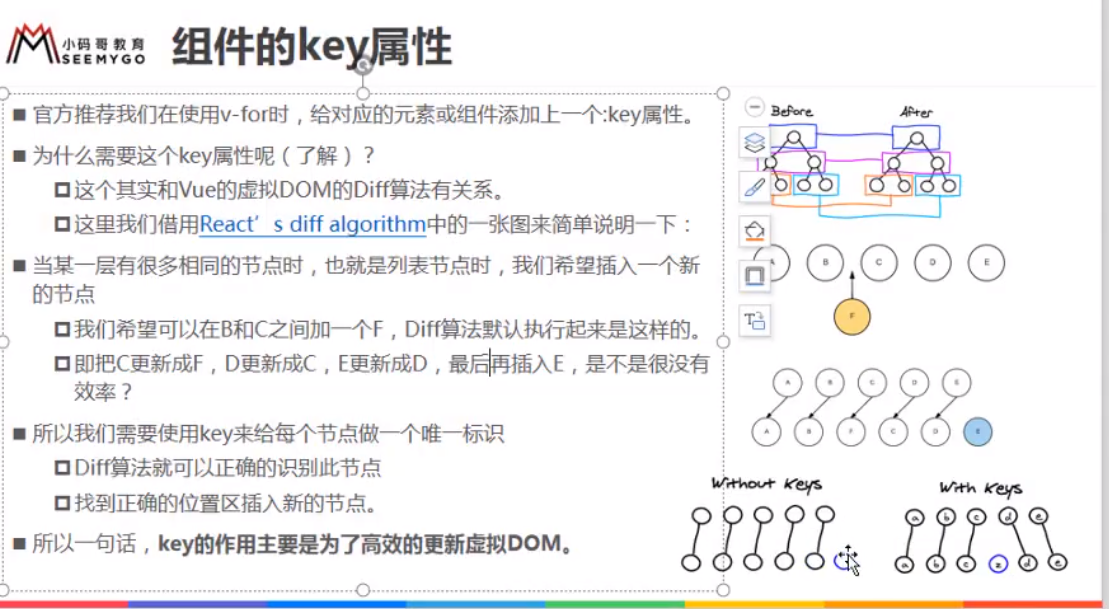 小码哥教育
SEEMYGO
组件的key属性
■ 官方推荐我们在使用v-for时，给对应的元素或组件添加上一个:key属性。
■ 为什么需要这个key属性呢（了解）？
这个其实和Vue的虚拟DOM的Diff算法有关系。
这里我们借用React’s diff algorithm中的一张图来简单说明一下：
■ 当某一层有很多相同的节点时，也就是列表节点时，我们希望插入一个新
的节点
我们希望可以在B和C之间加一个F，Diff算法默认执行起来是这样的。
即把C更新成F，D更新成C，E更新成D，最后再插入E，是不是很没有
效率？
■ 所以我们需要使用key来给每个节点做一个唯一标识
Diff算法就可以正确的识别此节点
找到正确的位置区插入新的节点。
■ 所以一句话，key的作用主要是为了高效的更新虚拟DOM。
Before After
A B C D E
F
A B C D E
A B F C D E
Without Keys
With Keys
a b c d e
a b c z d e